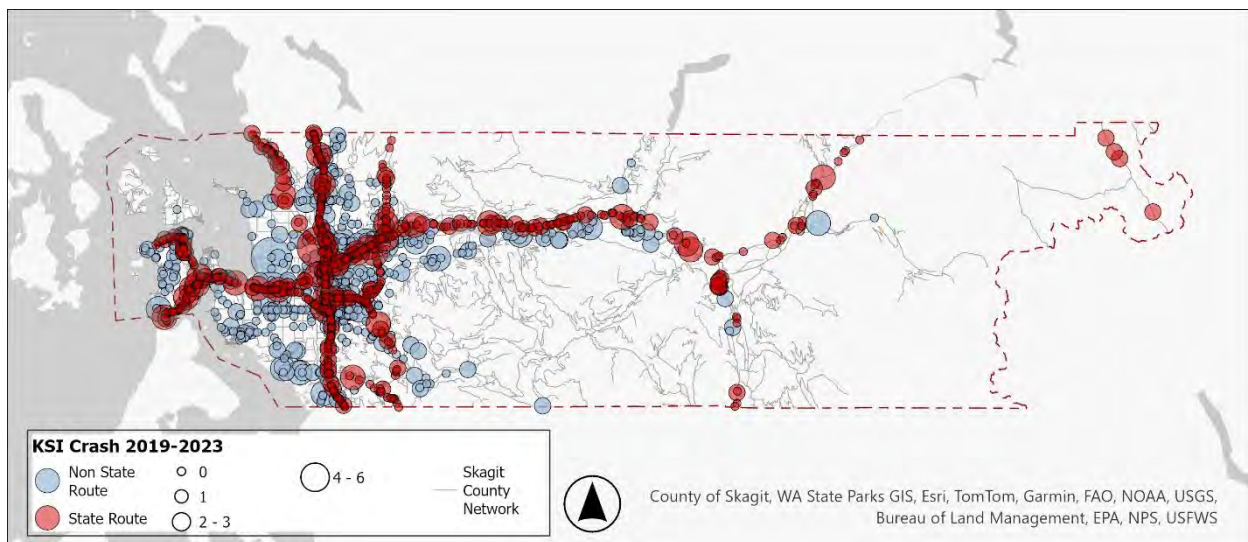 KSI Crash 2019-2023
Non State
Route
State Route
0
1
2 - 3
4 - 6
Skagit
County
Network
County of Skagit, WA State Parks GIS, Esri, TomTom, Garmin, FAO, NOAA, USGS,
Bureau of Land Management, EPA, NPS, USFWS